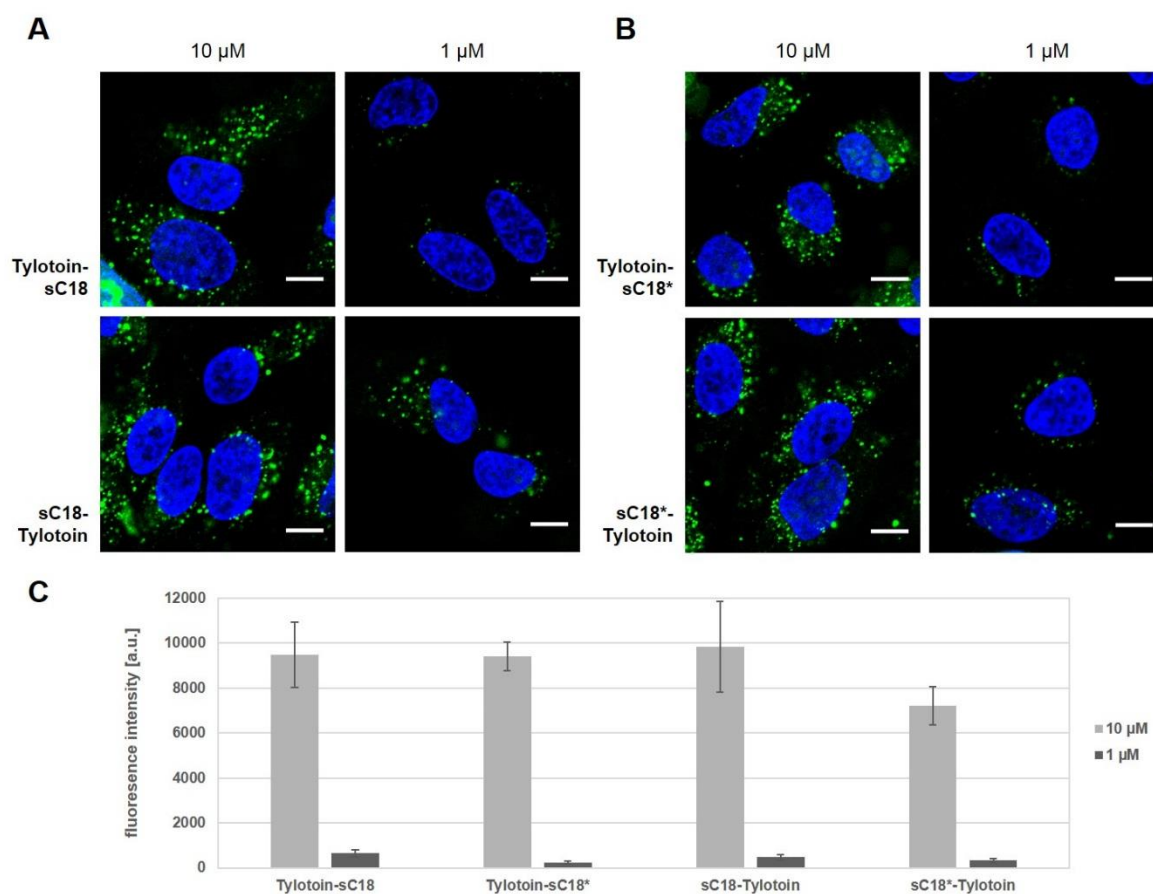 A
B
10 µM
1 µM
10 µM
1 µM
Tylotoin-
sC18
Tylotoin-
sC18*
sC18-
Tylotoin
sC18*-
Tylotoin
C
fluoresence intensity [a.u.]
12000
10000
8000
6000
4000
2000
0
Tylotoin-sC18
Tylotoin-sC18*
sC18-Tylotoin
sC18*-Tylotoin
10 µM
1 µM